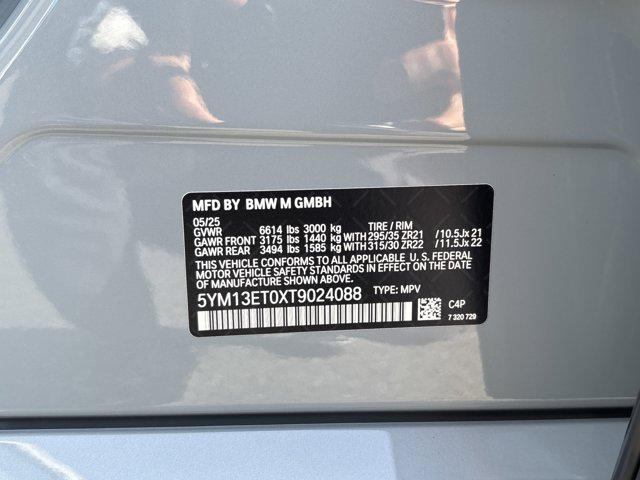 MFD BY BMW M GMBH
05/25
GVWR 6614 lbs 3000 kg TIRE / RIM
GAWR FRONT 3175 lbs 1440 kg WITH 295/35 ZR21 /10.5Jx 21
GAWR REAR 3494 lbs 1585 kg WITH 315/30 ZR22 /11.5Jx 22
THIS VEHICLE CONFORMS TO ALL APPLICABLE U. S. FEDERAL
MOTOR VEHICLE SAFETY STANDARDS IN EFFECT ON THE DATE
OF MANUFACTURE SHOWN ABOVE.
5YM13ET0XT9024088 TYPE: MPV
C4P
7 320 729